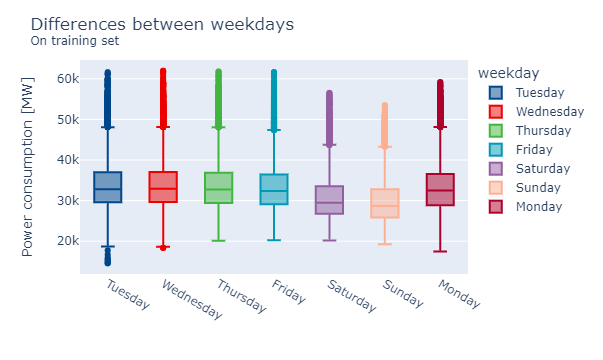 Differences between weekdays
On training set
Power consumption [MW]
60k
50k
40k
30k
20k
Tuesday
Wednesday
Thursday
Friday
Saturday
Sunday
Monday
weekday
Tuesday
Wednesday
Thursday
Friday
Saturday
Sunday
Monday